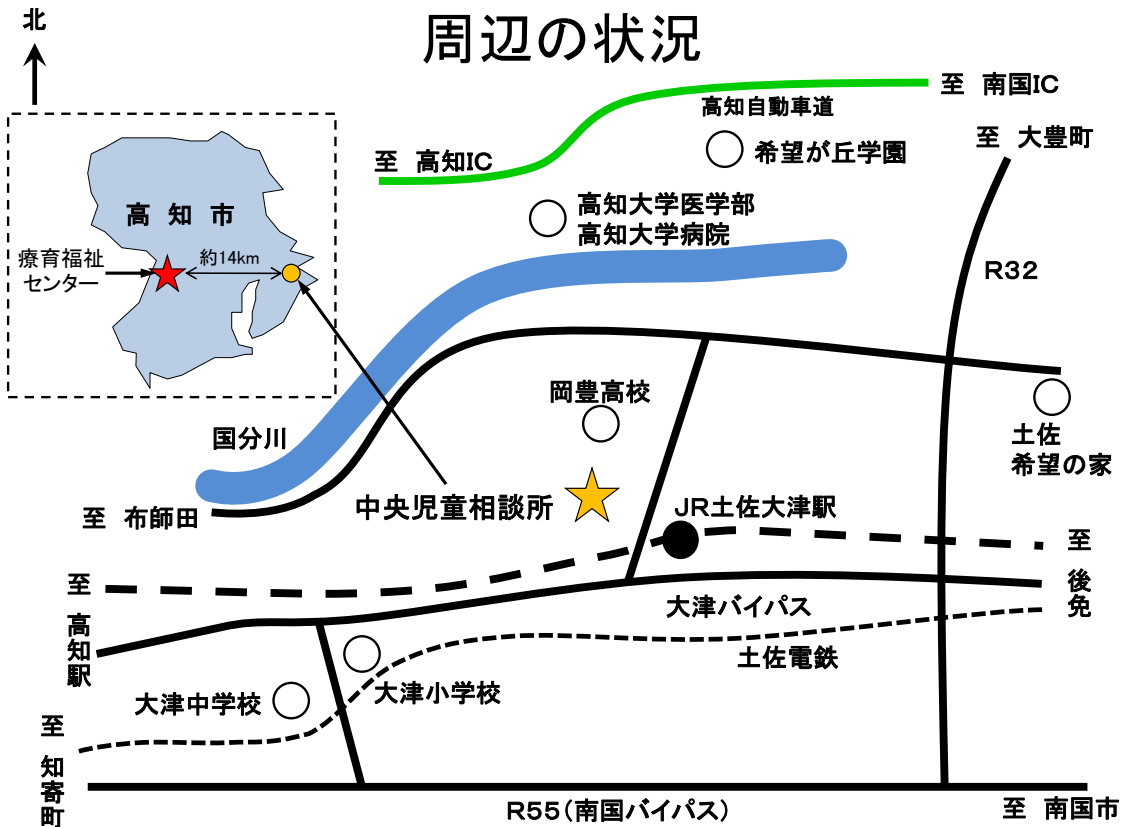 周辺の状況
北
高知自動車道
至 南国IC
至 高知IC
至 大豊町
希望が丘学園
高知大学医学部
高知大学病院
高知市
療育福祉
センター
約14km
R32
岡豊高校
国分川
土佐
希望の家
中央児童相談所
至 布師田
JR土佐大津駅
至 後免
至 高知駅
大津バイパス
土佐電鉄
大津小学校
大津中学校
至 知寄町
R55(南国バイパス)
至 南国市